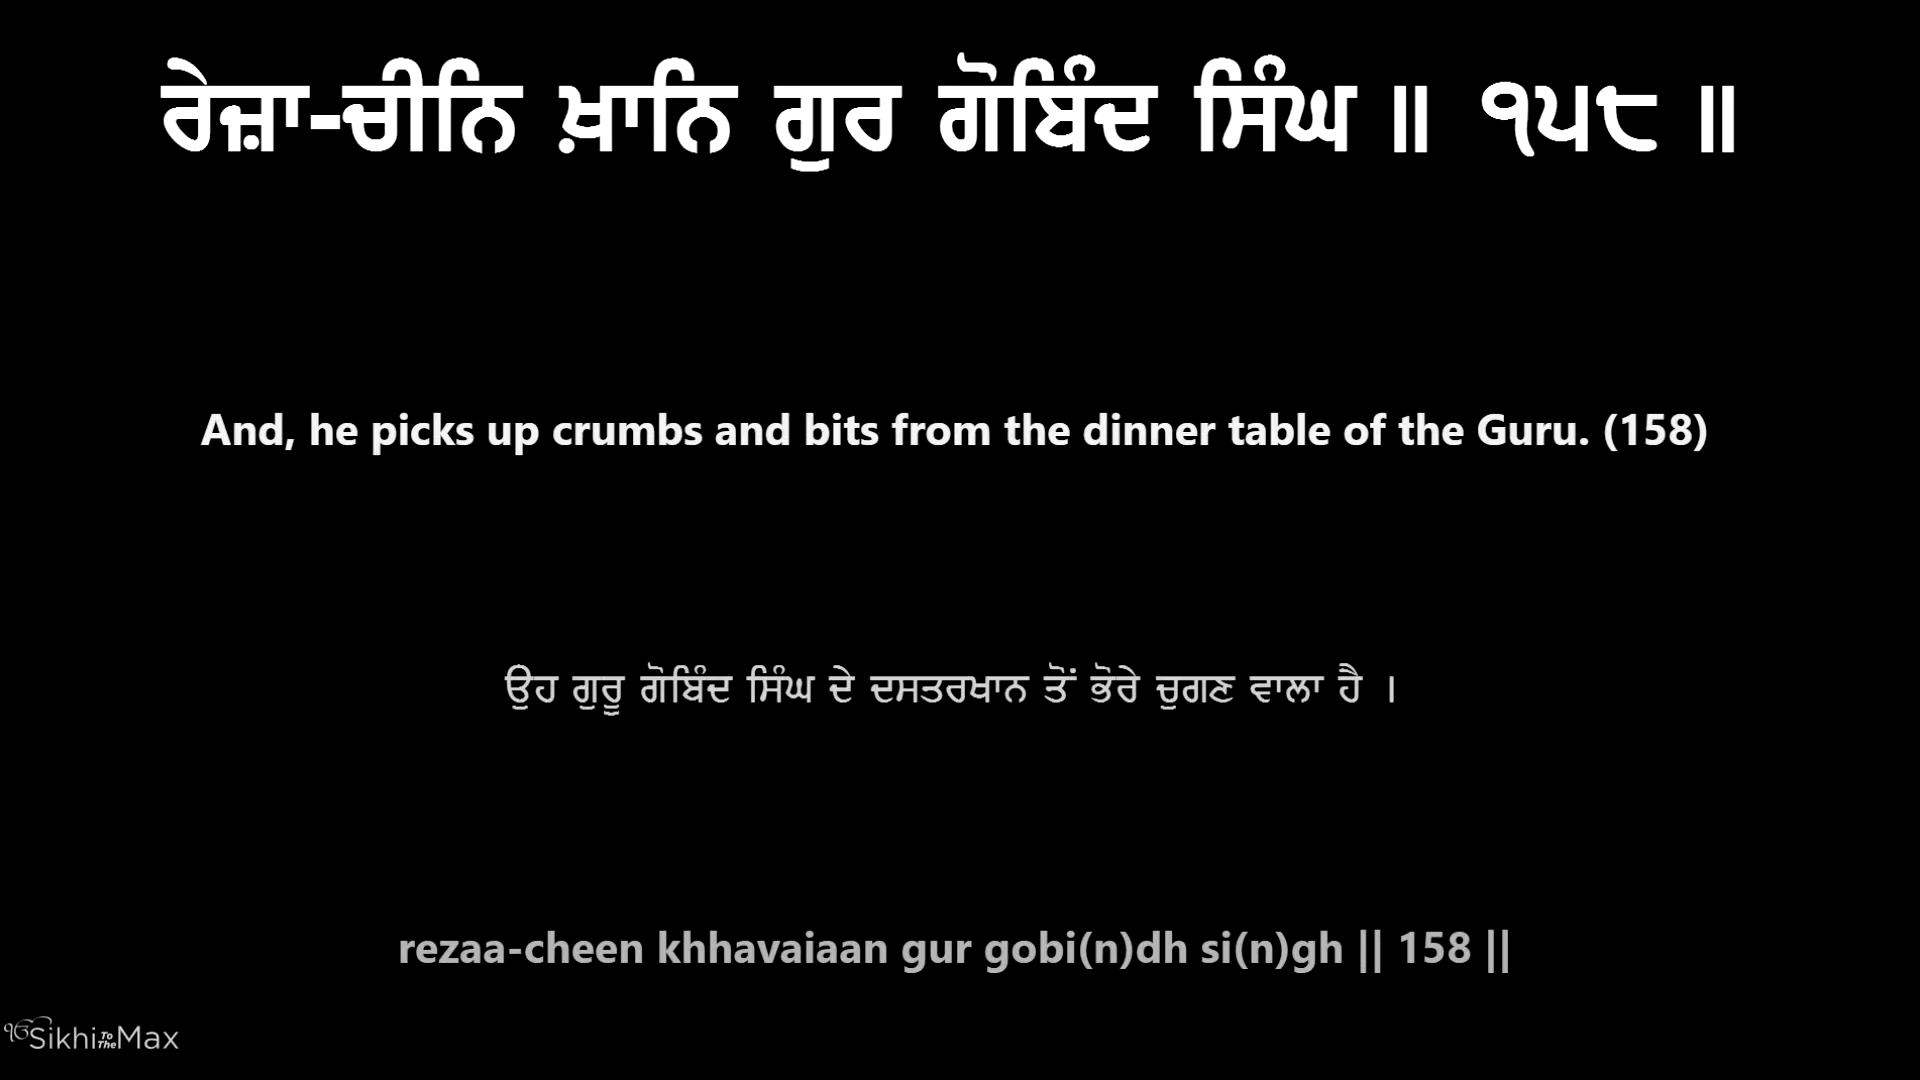 ਰੇਜ਼ਾ-ਚੀਨਿ ਖ਼ਾਨਿ ਗੁਰ ਗੋਬਿੰਦ ਸਿੰਘ ॥ ੧੫੮ ॥
And, he picks up crumbs and bits from the dinner table of the Guru. (158)
ਉਹ ਗੁਰੂ ਗੋਬਿੰਦ ਸਿੰਘ ਦੇ ਦਸਤਰਖਾਨ ਤੋਂ ਭੋਰੇ ਚੁਗਣ ਵਾਲਾ ਹੈ ।
rezaa-cheen khhavaiaan gur gobi(n)dh si(n)gh || 158 ||
ੴSikhiToTheMax